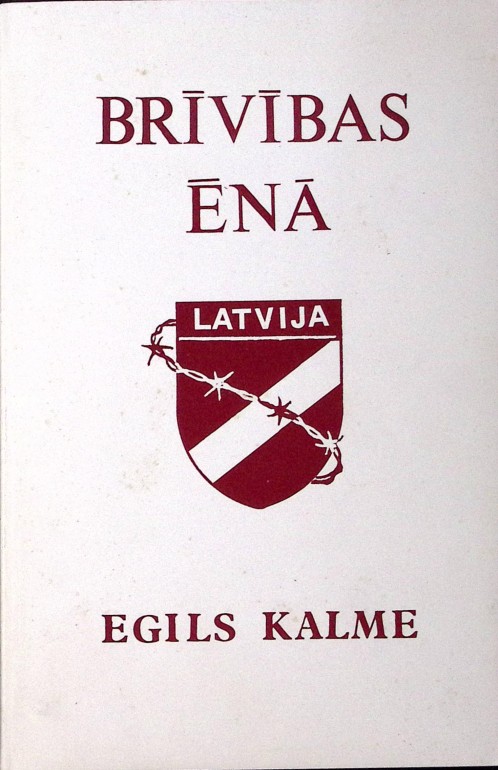 BRĪVĪBAS
ĒNĀ
LATVIJA
EGILS KALME